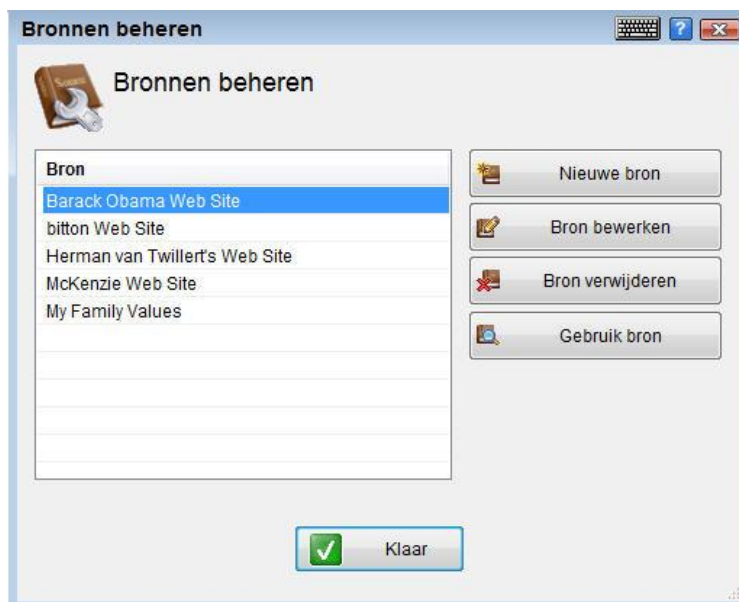 Bronnen beheren
?
Bronnen beheren
Bron
Barack Obama Web Site
bitton Web Site
Herman van Twillert's Web Site
McKenzie Web Site
My Family Values
Nieuwe bron
Bron bewerken
Bron verwijderen
Gebruik bron
Klaar